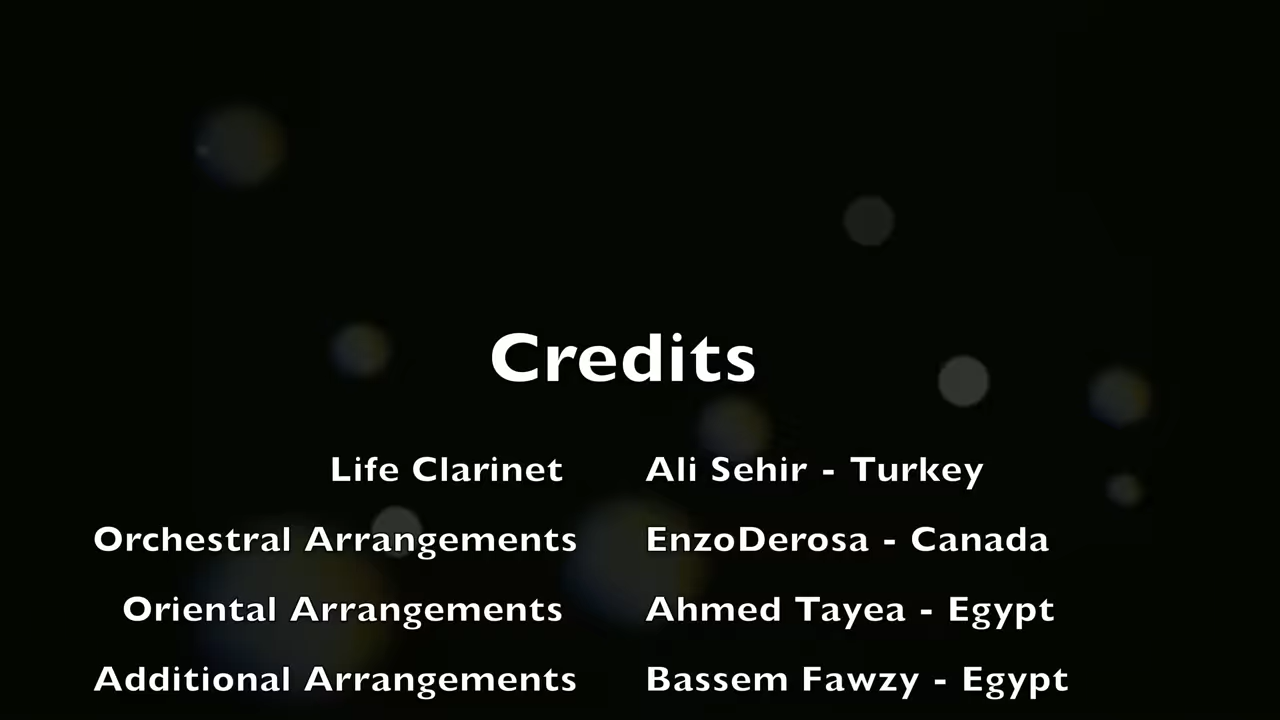 Credits
Life Clarinet Ali Sehir - Turkey
Orchestral Arrangements EnzoDerosa - Canada
Oriental Arrangements Ahmed Tayea - Egypt
Additional Arrangements Bassem Fawzy - Egypt